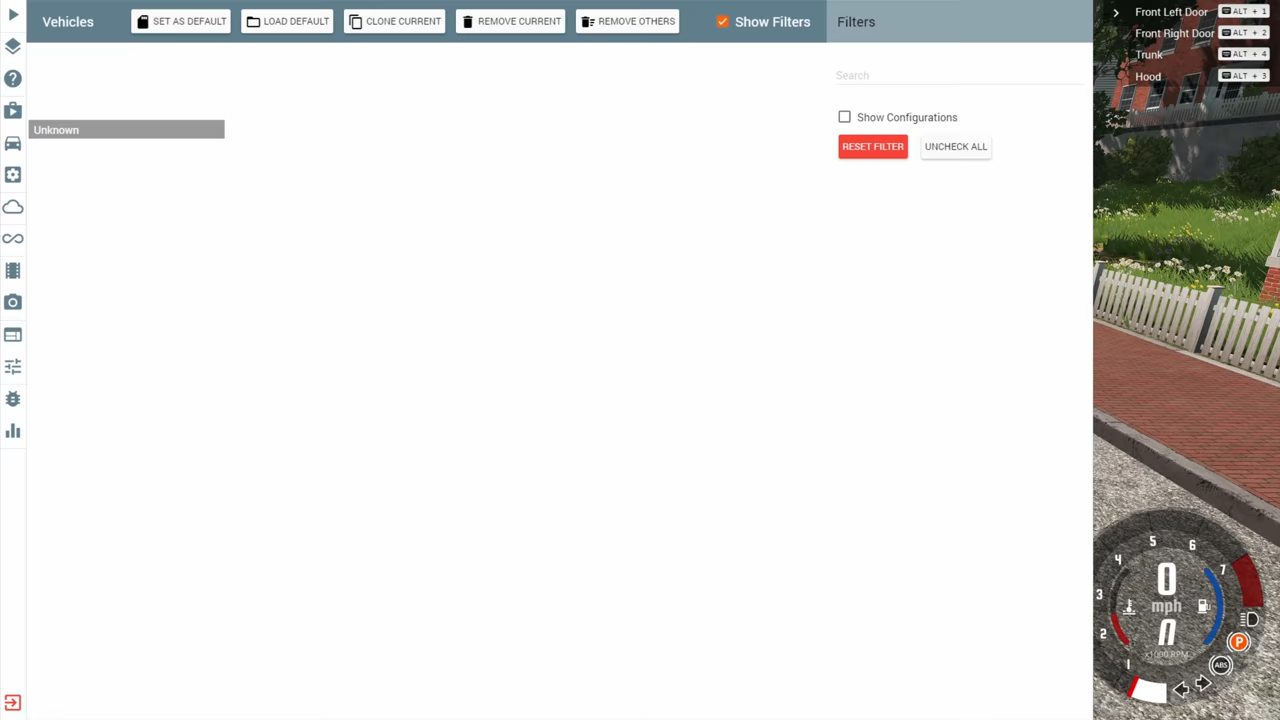 Vehicles
SET AS DEFAULT
LOAD DEFAULT
CLONE CURRENT
REMOVE CURRENT
REMOVE OTHERS
Show Filters
Filters
Search
Show Configurations
RESET FILTER
UNCHECK ALL
Unknown
Front Left Door ALT + 1
Front Right Door ALT + 2
Trunk ALT + 4
Hood ALT + 3
1
2
3
4
5
6
7
0
mph
n
x1000 RPM
P
ABS